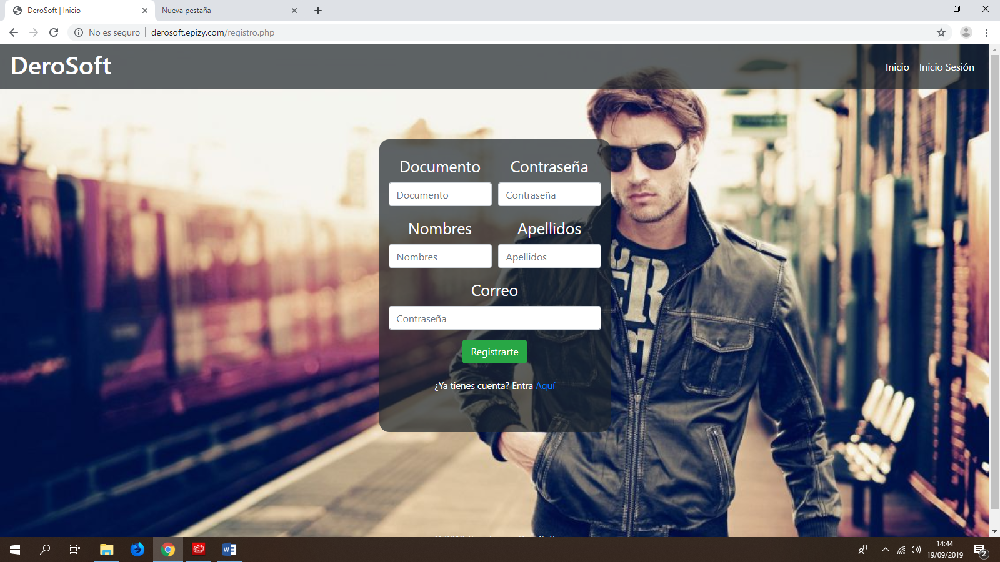 DeroSoft | Inicio
Nueva pestaña
No es seguro
derosoft.epizy.com/registro.php
DeroSoft
Inicio Inicio Sesión
Documento Contraseña
Documento Contraseña
Nombres Apellidos
Nombres Apellidos
Correo
Contraseña
Registrarte
¿Ya tienes cuenta? Entra Aquí
14:44
19/09/2019
2